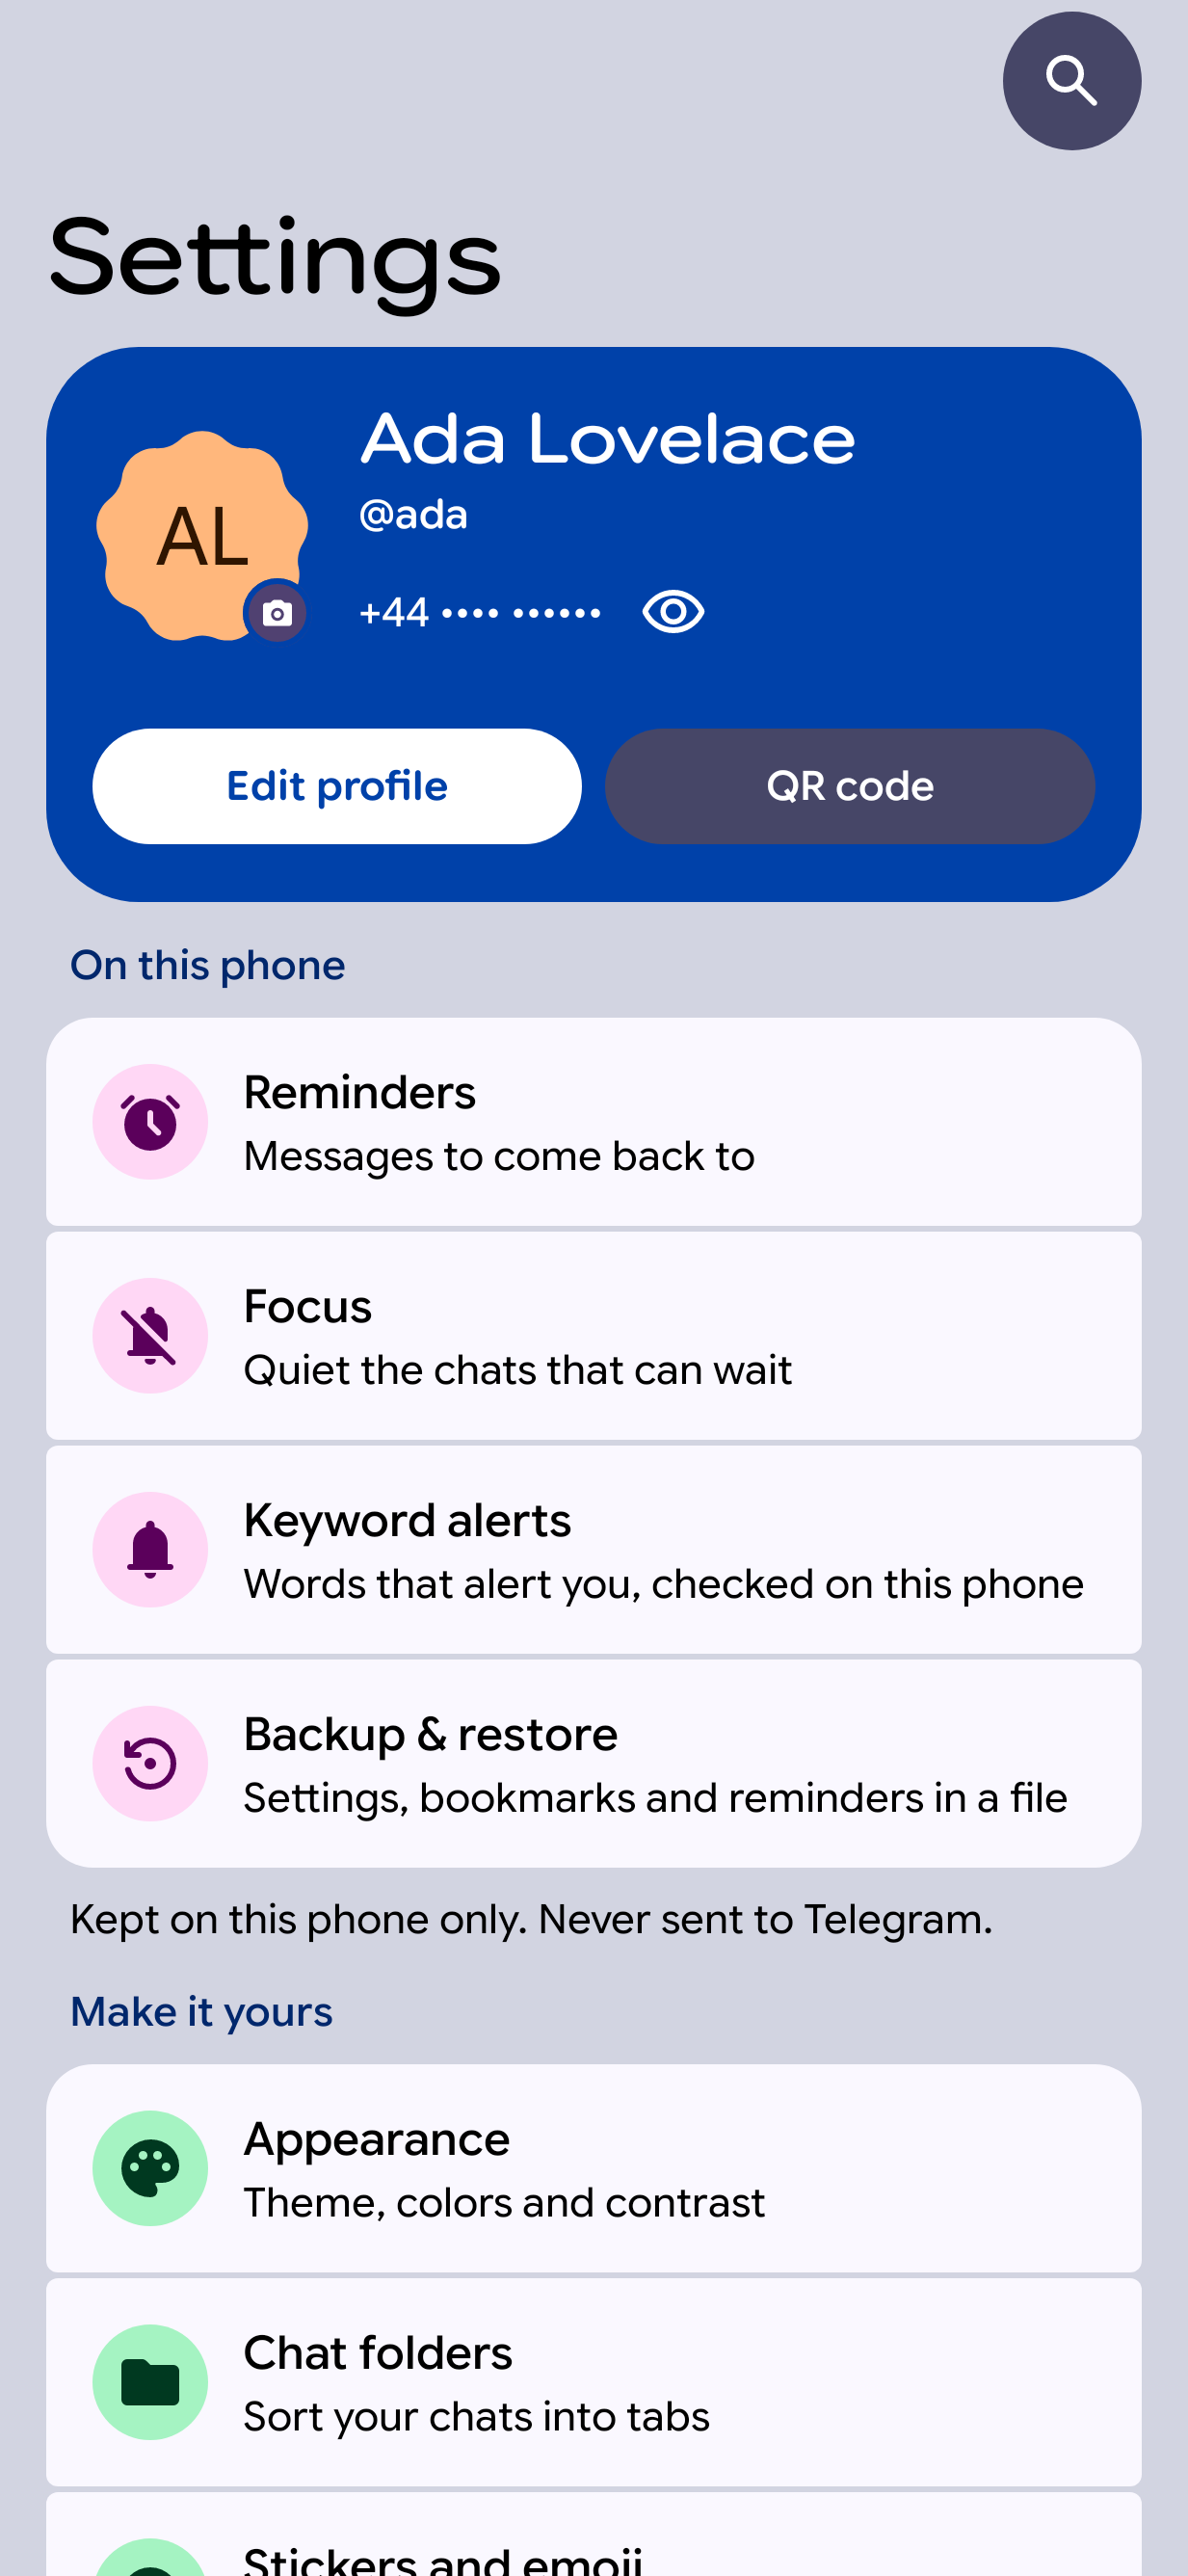 Settings
AL
Ada Lovelace
@ada
+44 •••• ••••••
Edit profile
QR code
On this phone
Reminders
Messages to come back to
Focus
Quiet the chats that can wait
Keyword alerts
Words that alert you, checked on this phone
Backup & restore
Settings, bookmarks and reminders in a file
Kept on this phone only. Never sent to Telegram.
Make it yours
Appearance
Theme, colors and contrast
Chat folders
Sort your chats into tabs
Stickers and emoji